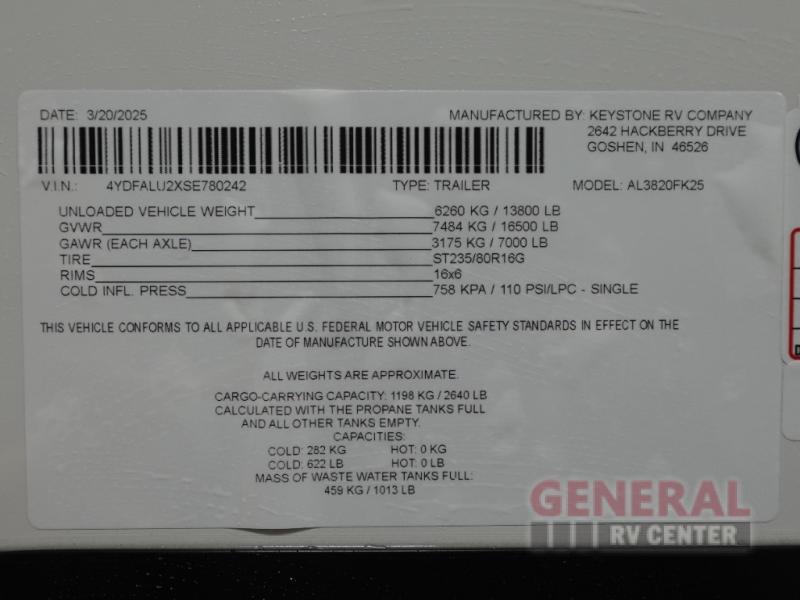 DATE: 3/20/2025 MANUFACTURED BY: KEYSTONE RV COMPANY
2642 HACKBERRY DRIVE
GOSHEN, IN 46526
V.I.N.: 4YDFALU2XSE780242 TYPE: TRAILER MODEL: AL3820FK25
UNLOADED VEHICLE WEIGHT 6260 KG / 13800 LB
GVWR 7484 KG / 16500 LB
GAWR (EACH AXLE) 3175 KG / 7000 LB
TIRE ST235/80R16G
RIMS 16x6
COLD INFL. PRESS 758 KPA / 110 PSI/LPC - SINGLE
THIS VEHICLE CONFORMS TO ALL APPLICABLE U.S. FEDERAL MOTOR VEHICLE SAFETY STANDARDS IN EFFECT ON THE
DATE OF MANUFACTURE SHOWN ABOVE.
ALL WEIGHTS ARE APPROXIMATE.
CARGO-CARRYING CAPACITY: 1198 KG / 2640 LB
CALCULATED WITH THE PROPANE TANKS FULL
AND ALL OTHER TANKS EMPTY.
CAPACITIES:
COLD: 282 KG HOT: 0 KG
COLD: 622 LB HOT: 0 LB
MASS OF WASTE WATER TANKS FULL:
459 KG / 1013 LB
GENERAL
RV CENTER